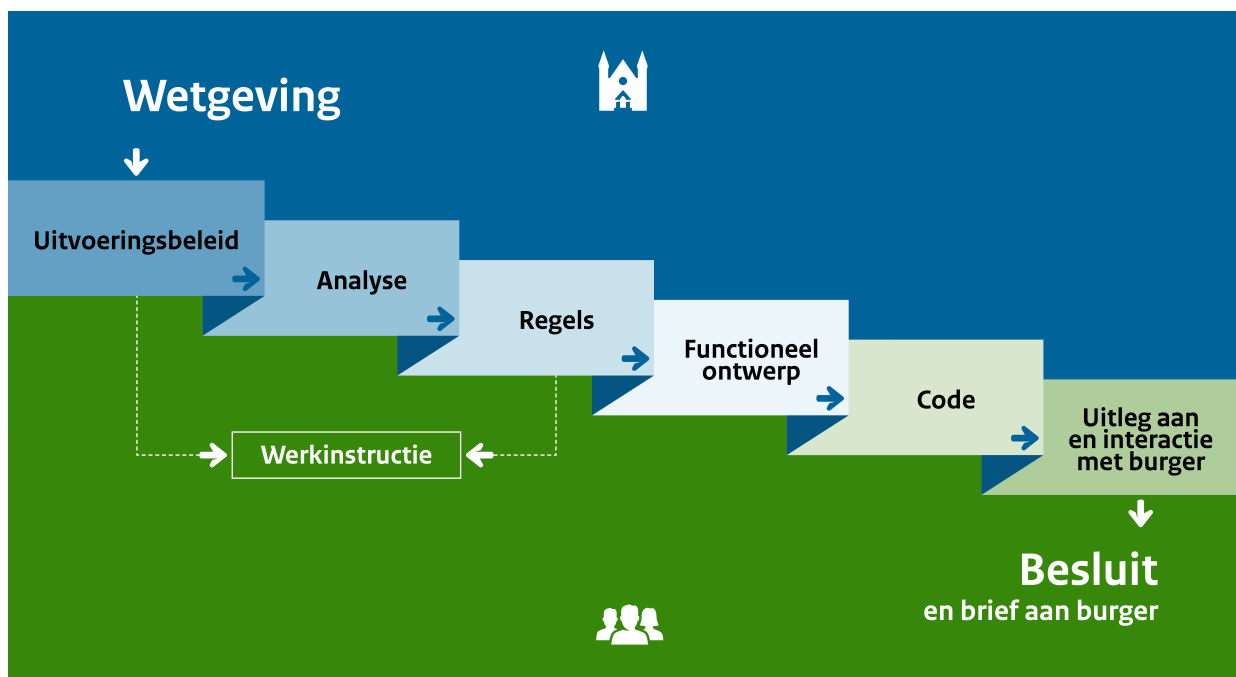 Wetgeving
Uitvoeringsbeleid
Analyse
Regels
Functioneel
ontwerp
Code
Uitleg aan
en interactie
met burger
Werkinstructie
Besluit
en brief aan burger